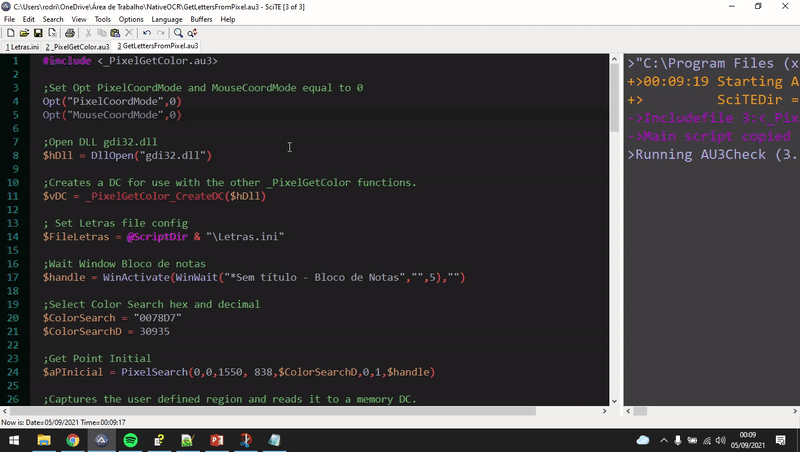 C:\Users\rodri\OneDrive\Área de Trabalho\NativeOCR\GetLettersFromPixel.au3 - SciTE [3 of 3]
File Edit Search View Tools Options Language Buffers Help
1 Letras.ini 2 _PixelGetColor.au3 3 GetLettersFromPixel.au3
1 #include <_PixelGetColor.au3>
2
3 ;Set Opt PixelCoordMode and MouseCoordMode equal to 0
4 Opt("PixelCoordMode",0)
5 Opt("MouseCoordMode",0)
6
7 ;Open DLL gdi32.dll
8 $hDll = DllOpen("gdi32.dll")
9
10 ;Creates a DC for use with the other _PixelGetColor functions.
11 $vDC = _PixelGetColor_CreateDC($hDll)
12
13 ; Set Letras file config
14 $FileLetras = @ScriptDir & "\Letras.ini"
15
16 ;Wait Window Bloco de notas
17 $handle = WinActivate(WinWait("*Sem título - Bloco de Notas","",5),"")
18
19 ;Select Color Search hex and decimal
20 $ColorSearch = "0078D7"
21 $ColorSearchD = 30935
22
23 ;Get Point Initial
24 $aPInicial = PixelSearch(0,0,1550, 838,$ColorSearchD,0,1,$handle)
25
26 ;Captures the user defined region and reads it to a memory DC.
>"C:\Program Files (x
+>00:09:19 Starting A
+> SciTEDir =
->Includefile 3:<_Pix
->Main script copied
>Running AU3Check (3.
Now is: Date=05/09/2021 Time=00:09:17
00:09
05/09/2021